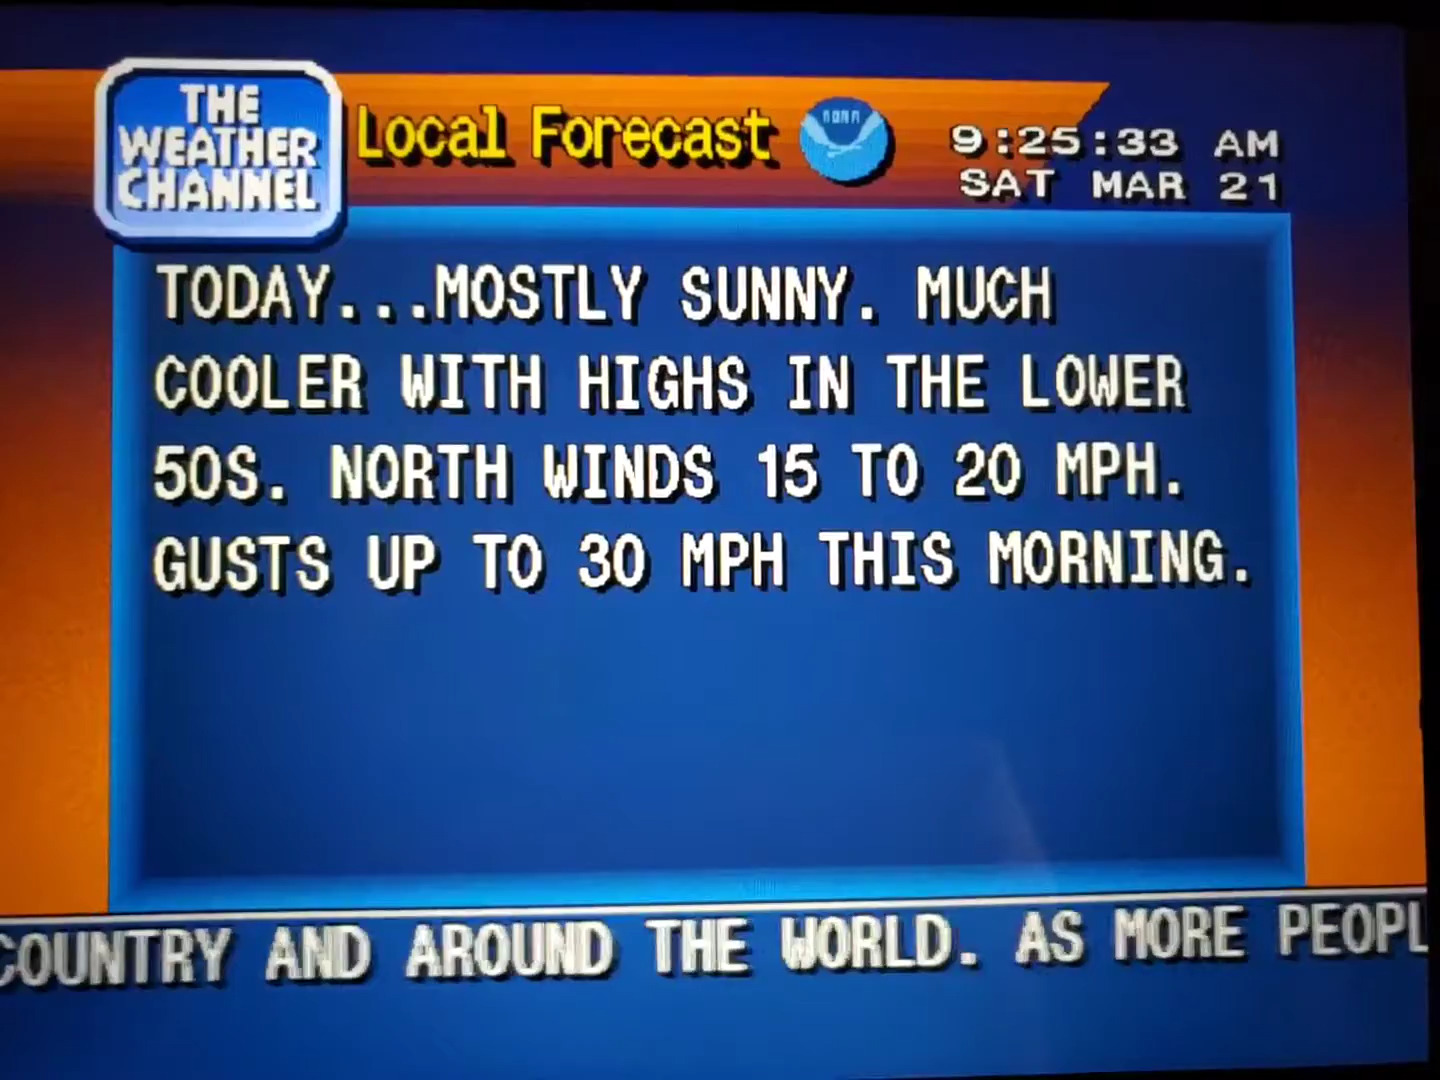 THE
WEATHER
CHANNEL
Local Forecast
NOAA
9:25:33 AM
SAT MAR 21
TODAY...MOSTLY SUNNY. MUCH
COOLER WITH HIGHS IN THE LOWER
50S. NORTH WINDS 15 TO 20 MPH.
GUSTS UP TO 30 MPH THIS MORNING.
COUNTRY AND AROUND THE WORLD. AS MORE PEOPL